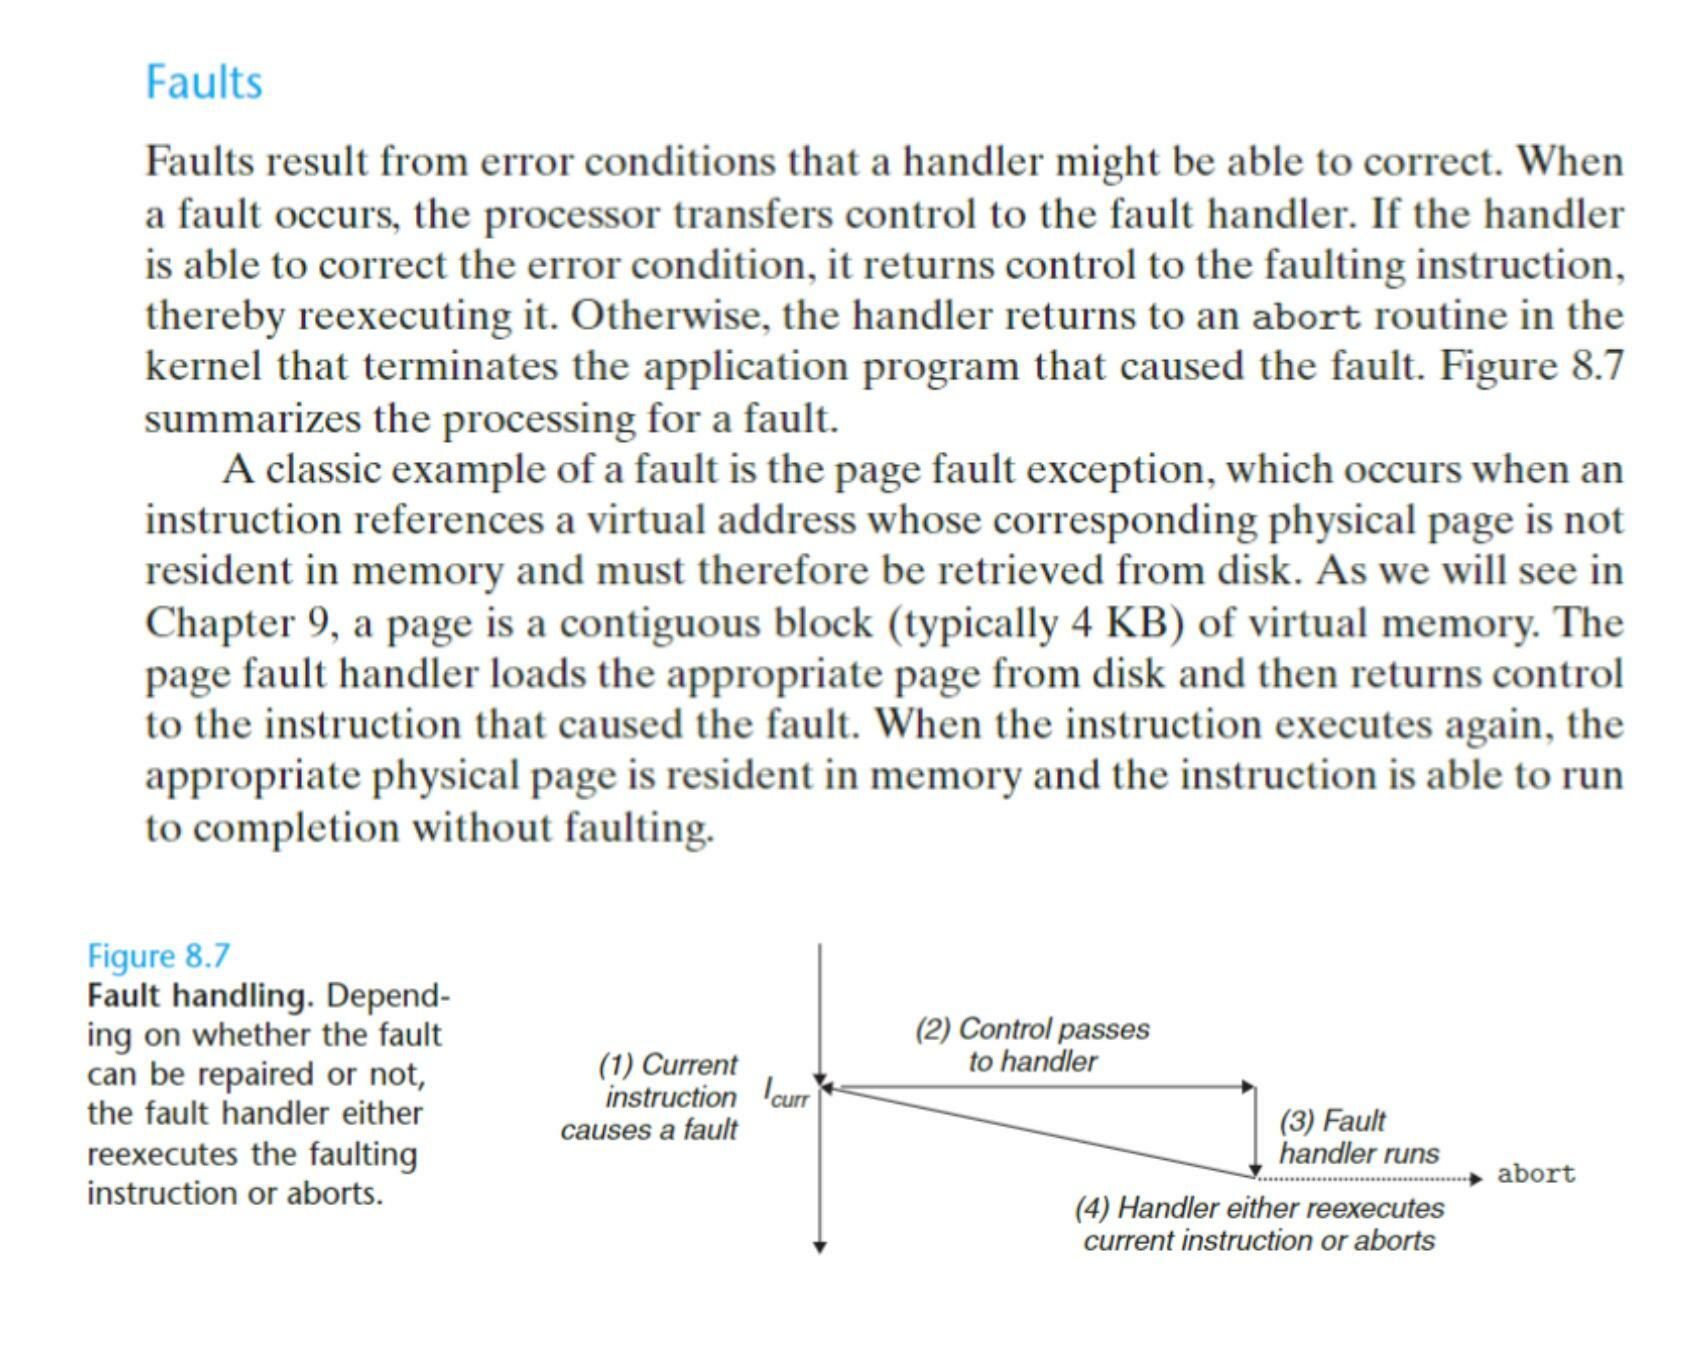 Faults
Faults result from error conditions that a handler might be able to correct. When
a fault occurs, the processor transfers control to the fault handler. If the handler
is able to correct the error condition, it returns control to the faulting instruction,
thereby reexecuting it. Otherwise, the handler returns to an abort routine in the
kernel that terminates the application program that caused the fault. Figure 8.7
summarizes the processing for a fault.
A classic example of a fault is the page fault exception, which occurs when an
instruction references a virtual address whose corresponding physical page is not
resident in memory and must therefore be retrieved from disk. As we will see in
Chapter 9, a page is a contiguous block (typically 4 KB) of virtual memory. The
page fault handler loads the appropriate page from disk and then returns control
to the instruction that caused the fault. When the instruction executes again, the
appropriate physical page is resident in memory and the instruction is able to run
to completion without faulting.
Figure 8.7
Fault handling. Depend-
ing on whether the fault
can be repaired or not,
the fault handler either
reexecutes the faulting
instruction or aborts.
(1) Current
instruction
causes a fault
Icurr
(2) Control passes
to handler
(3) Fault
handler runs
abort
(4) Handler either reexecutes
current instruction or aborts